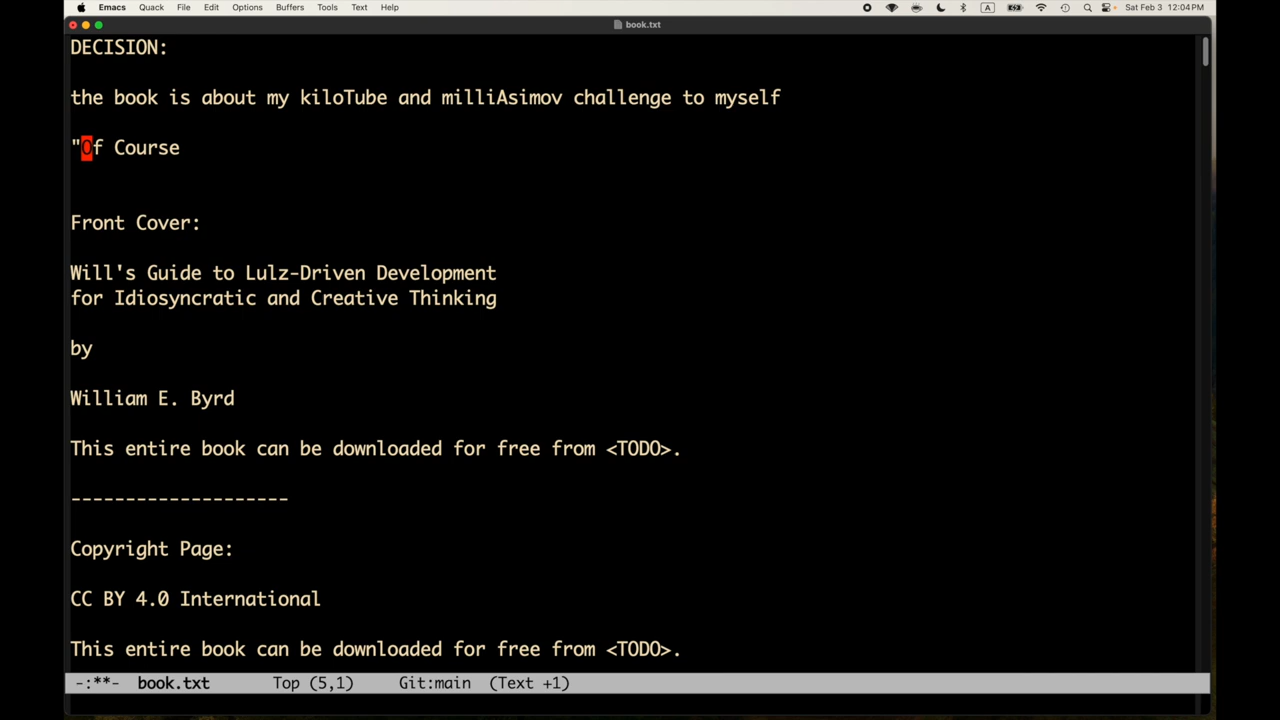 Emacs Quack File Edit Options Buffers Tools Text Help A Sat Feb 3 12:04 PM
book.txt
DECISION:
the book is about my kiloTube and milliAsimov challenge to myself
"Of Course
Front Cover:
Will's Guide to Lulz-Driven Development
for Idiosyncratic and Creative Thinking
by
William E. Byrd
This entire book can be downloaded for free from <TODO>.
--------------------
Copyright Page:
CC BY 4.0 International
This entire book can be downloaded for free from <TODO>.
-:**- book.txt Top (5,1) Git:main (Text +1)